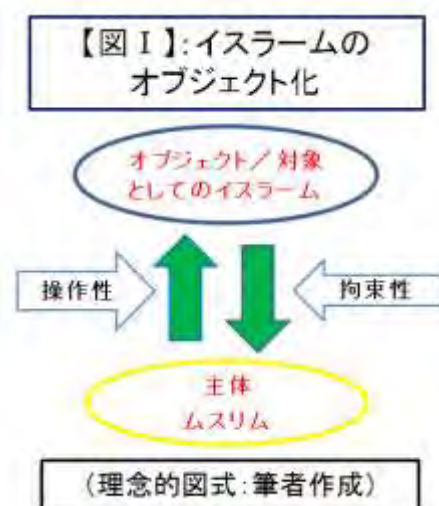 【図Ⅰ】:イスラームの
オブジェクト化
オブジェクト/対象
としてのイスラーム
操作性
拘束性
主体
ムスリム
(理念的図式:筆者作成)